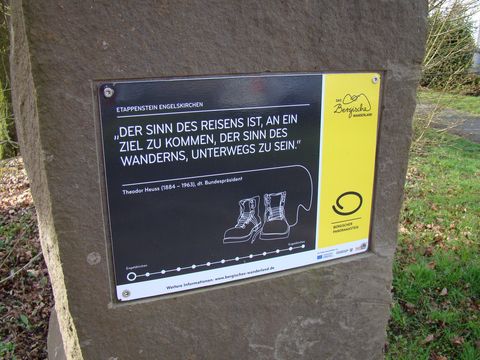 ETAPPENSTEIN ENGELSKIRCHEN
„DER SINN DES REISENS IST, AN EIN
ZIEL ZU KOMMEN, DER SINN DES
WANDERNS, UNTERWEGS ZU SEIN.“
Theodor Heuss (1884 – 1963), dt. Bundespräsident
Engelskirchen
Weitere Informationen: www.bergisches-wanderland.de
DAS
Bergische
WANDERLAND
BERGISCHER
PANORAMASTEIG